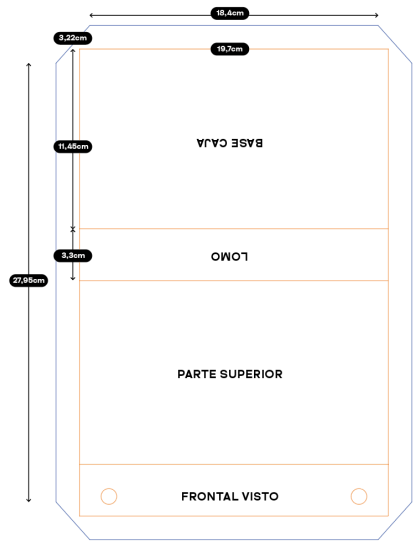 18,4cm
3,22cm
19,7cm
11,45cm
BASE CAJA
3,3cm
LOMO
27,95cm
PARTE SUPERIOR
FRONTAL VISTO